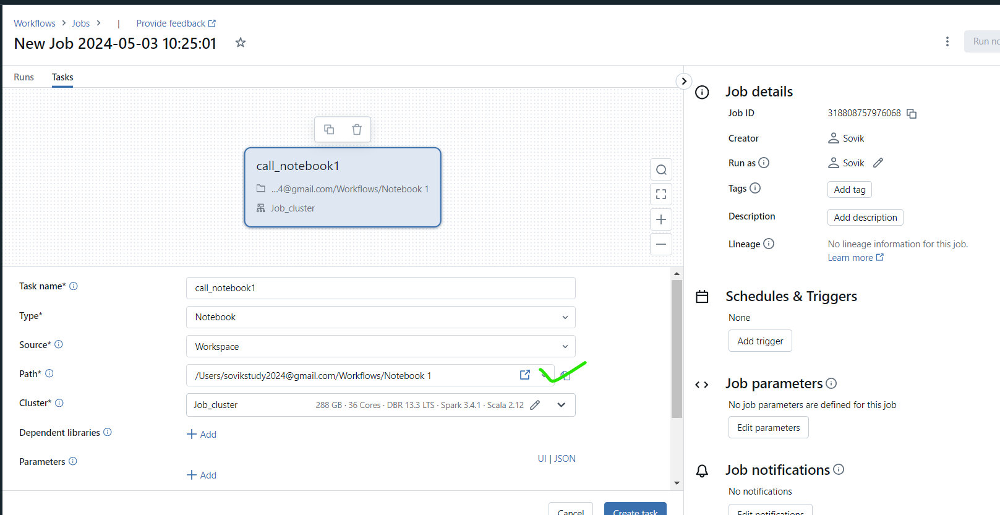 Workflows > Jobs > | Provide feedback
New Job 2024-05-03 10:25:01
Run no
Runs Tasks
call_notebook1
...4@gmail.com/Workflows/Notebook 1
Job_cluster
Task name* call_notebook1
Type* Notebook
Source* Workspace
Path* /Users/sovikstudy2024@gmail.com/Workflows/Notebook 1
Cluster* Job_cluster 288 GB · 36 Cores · DBR 13.3 LTS · Spark 3.4.1 · Scala 2.12
Dependent libraries + Add
Parameters UI | JSON
+ Add
Cancel Create task
Job details
Job ID 318808757976068
Creator Sovik
Run as Sovik
Tags Add tag
Description Add description
Lineage No lineage information for this job.
Learn more
Schedules & Triggers
None
Add trigger
Job parameters
No job parameters are defined for this job
Edit parameters
Job notifications
No notifications
Edit notifications